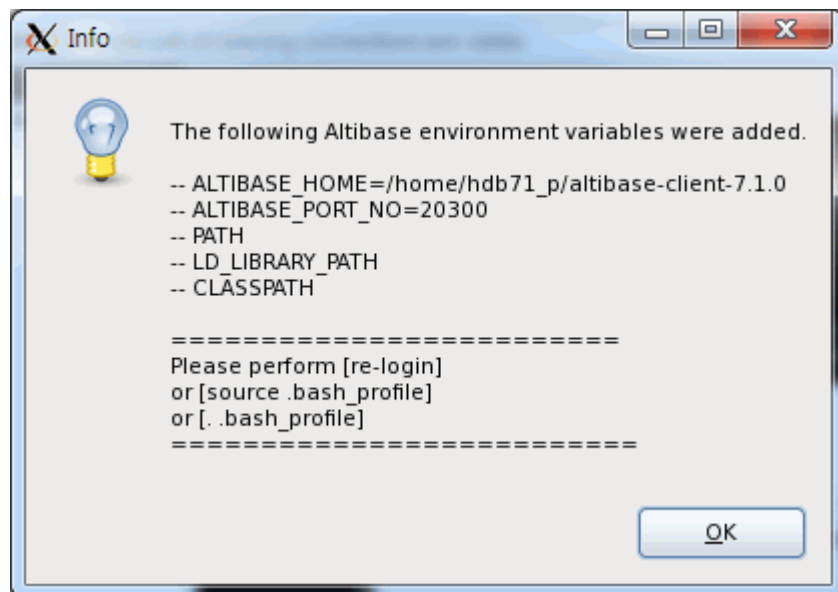 Info
The following Altibase environment variables were added.
-- ALTIBASE_HOME=/home/hdb71_p/altibase-client-7.1.0
-- ALTIBASE_PORT_NO=20300
-- PATH
-- LD_LIBRARY_PATH
-- CLASSPATH
=========================
Please perform [re-login]
or [source .bash_profile]
or [. .bash_profile]
==========================
OK